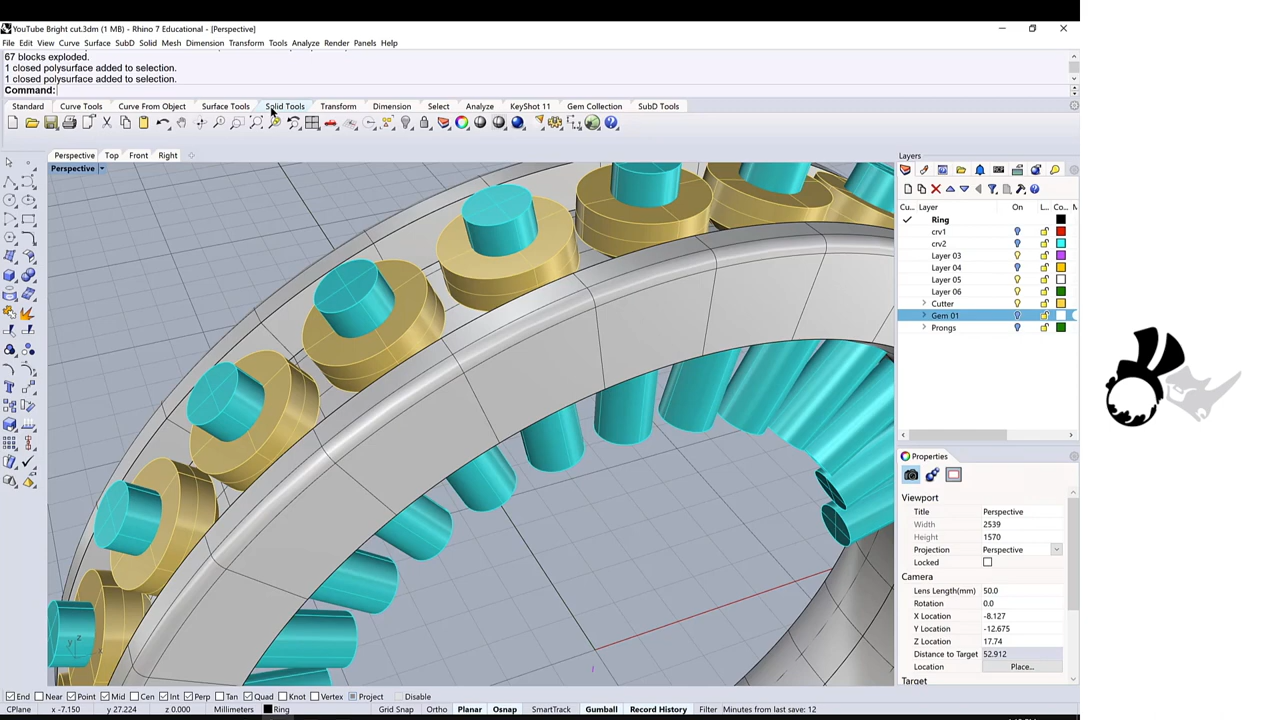 YouTube Bright cut.3dm (1 MB) - Rhino 7 Educational - [Perspective]
File Edit View Curve Surface SubD Solid Mesh Dimension Transform Tools Analyze Render Panels Help
67 blocks exploded.
1 closed polysurface added to selection.
1 closed polysurface added to selection.
Command:
Standard Curve Tools Curve From Object Surface Tools Solid Tools Transform Dimension Select Analyze KeyShot 11 Gem Collection SubD Tools
Perspective Top Front Right
Perspective
Layers
Cu... Layer On L... Co... M
Ring
crv1
crv2
Layer 03
Layer 04
Layer 05
Layer 06
Cutter
Gem 01
Prongs
Properties
Viewport
Title Perspective
Width 2539
Height 1570
Projection Perspective
Locked
Camera
Lens Length(mm) 50.0
Rotation 0.0
X Location -8.127
Y Location -12.675
Z Location 17.74
Distance to Target 52.912
Location Place...
Target
End Near Point Mid Cen Int Perp Tan Quad Knot Vertex Project Disable
CPlane x -7.150 y 27.224 z 0.000 Millimeters Ring Grid Snap Ortho Planar Osnap SmartTrack Gumball Record History Filter Minutes from last save: 12